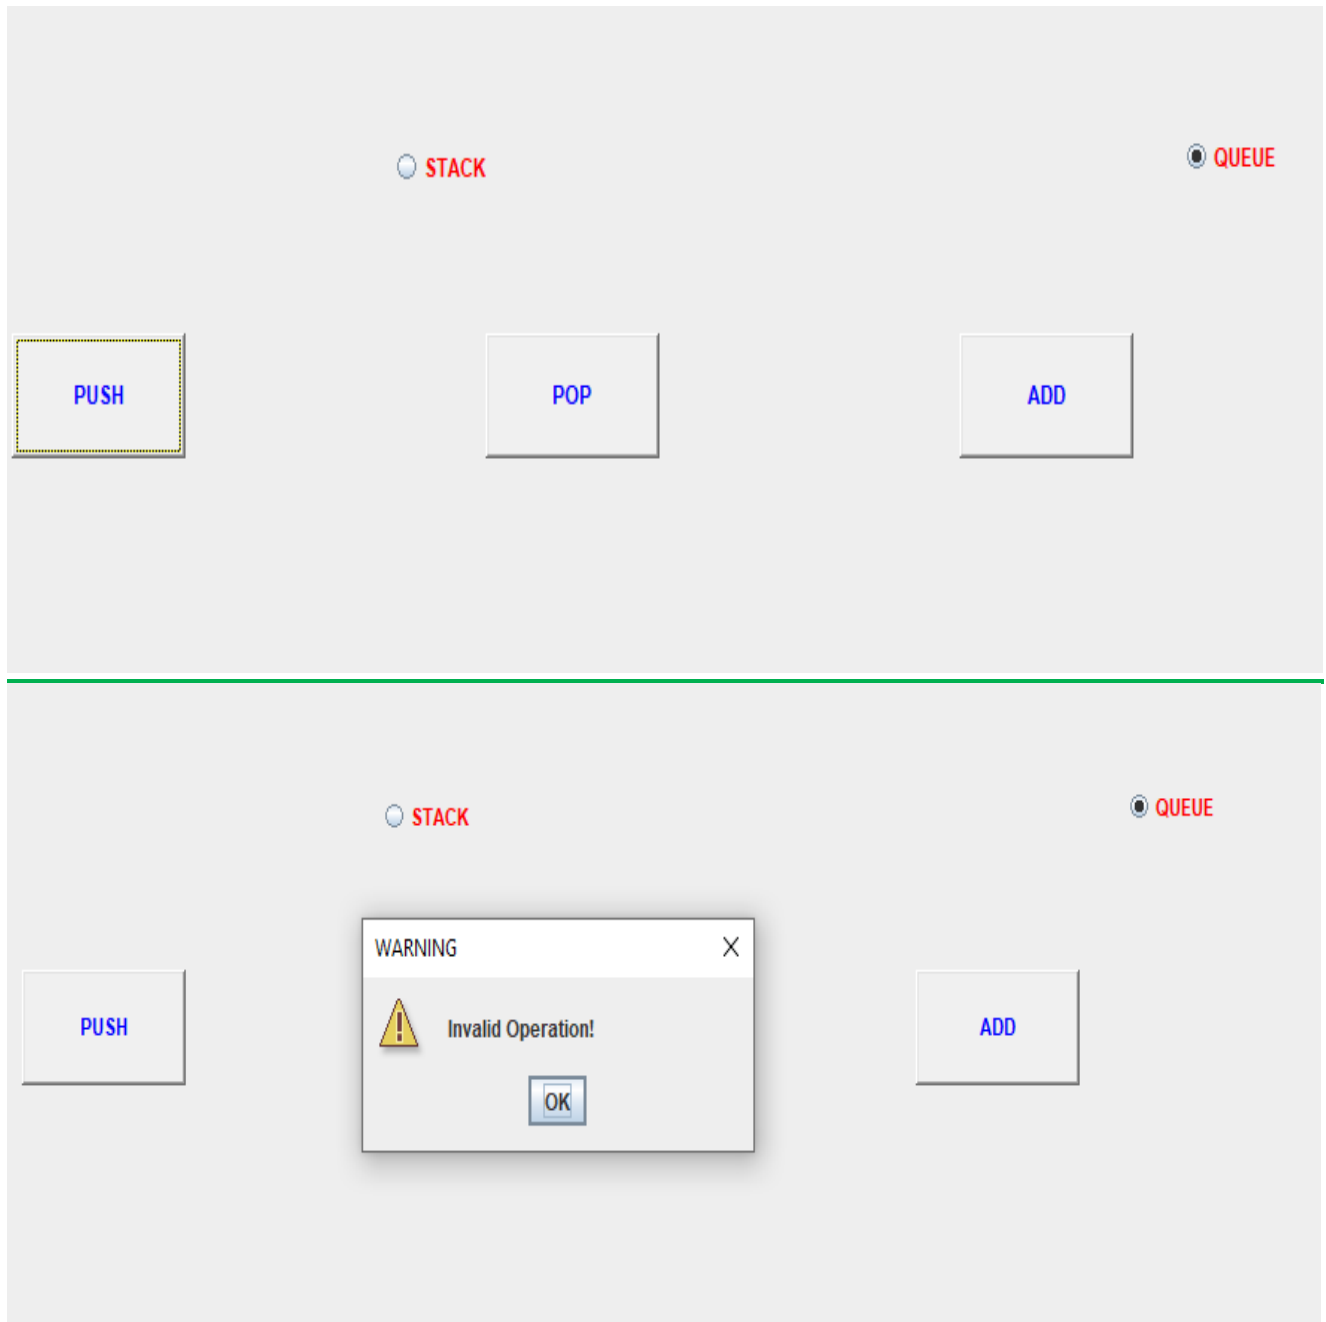 STACK
QUEUE
PUSH
POP
ADD
STACK
QUEUE
WARNING
Invalid Operation!
OK
PUSH
ADD